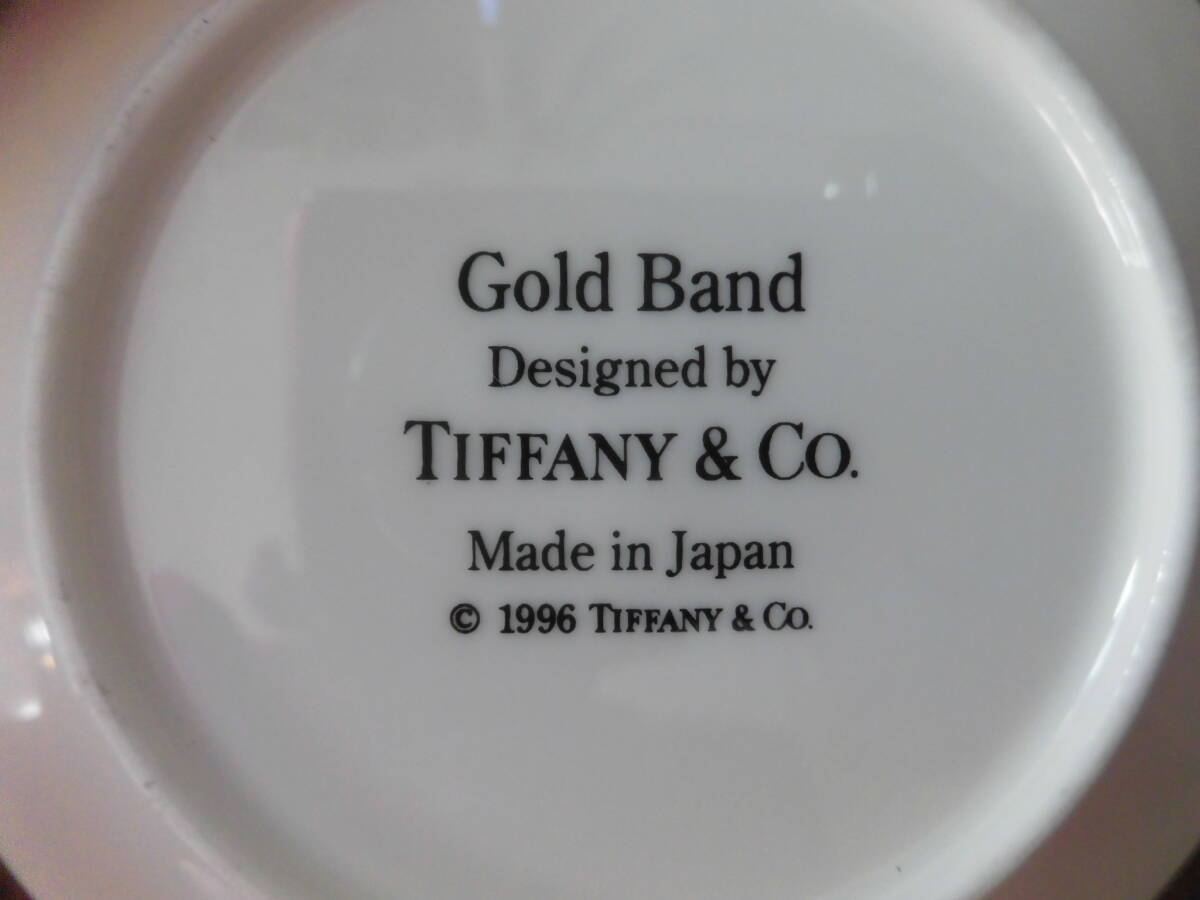 Gold Band
Designed by
TIFFANY & CO.
Made in Japan
© 1996 TIFFANY & CO.